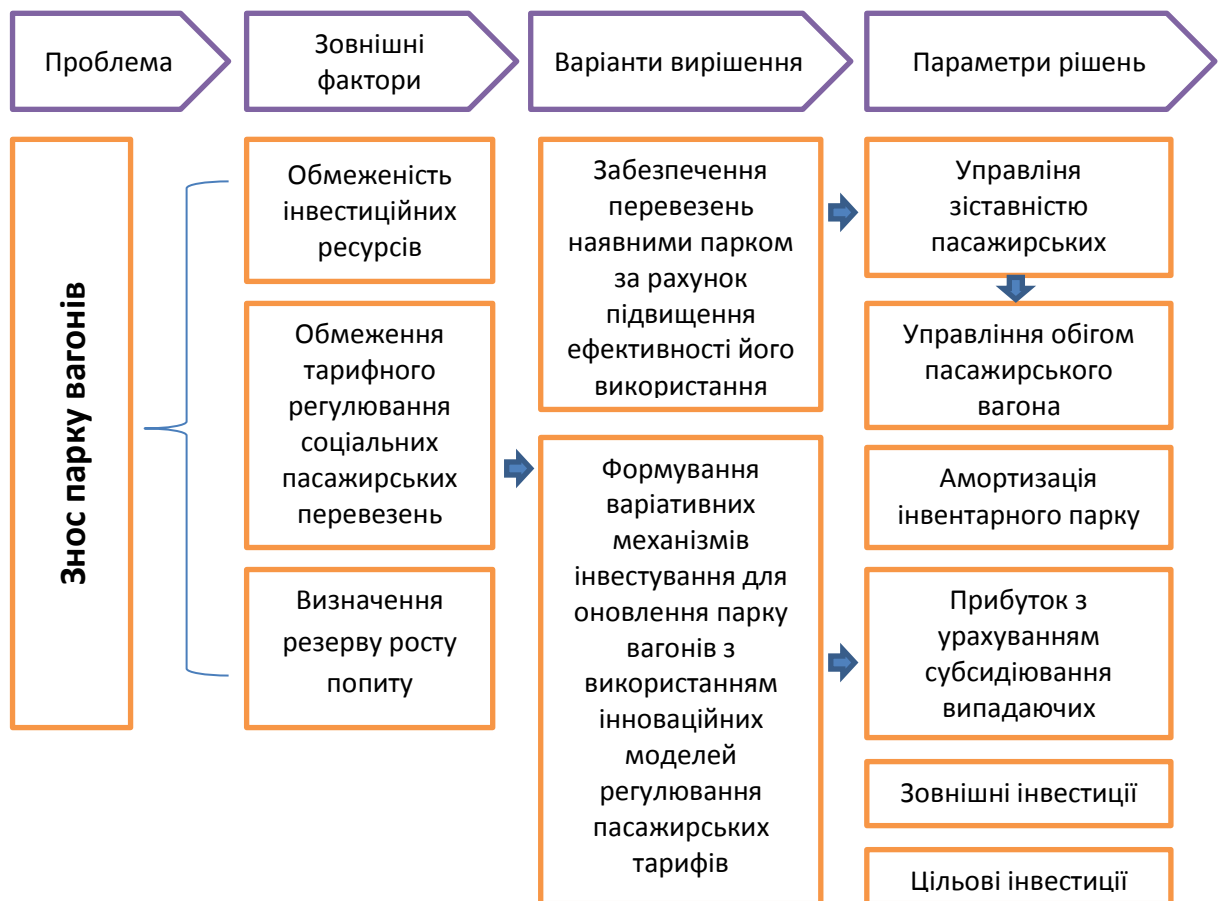 Проблема
Зовнішні
фактори
Варіанти вирішення
Параметри рішень
Знос парку вагонів
Обмеженість
інвестиційних
ресурсів
Обмеження
тарифного
регулювання
соціальних
пасажирських
перевезень
Визначення
резерву росту
попиту
Забезпечення
перевезень
наявними парком
за рахунок
підвищення
ефективності його
використання
Формування
варіативних
механізмів
інвестування для
оновлення парку
вагонів з
використанням
інноваційних
моделей
регулювання
пасажирських
тарифів
Управліня
зіставністю
пасажирських
Управління обігом
пасажирського
вагона
Амортизація
інвентарного парку
Прибуток з
урахуванням
субсидіювання
випадаючих
Зовнішні інвестиції
Цільові інвестиції